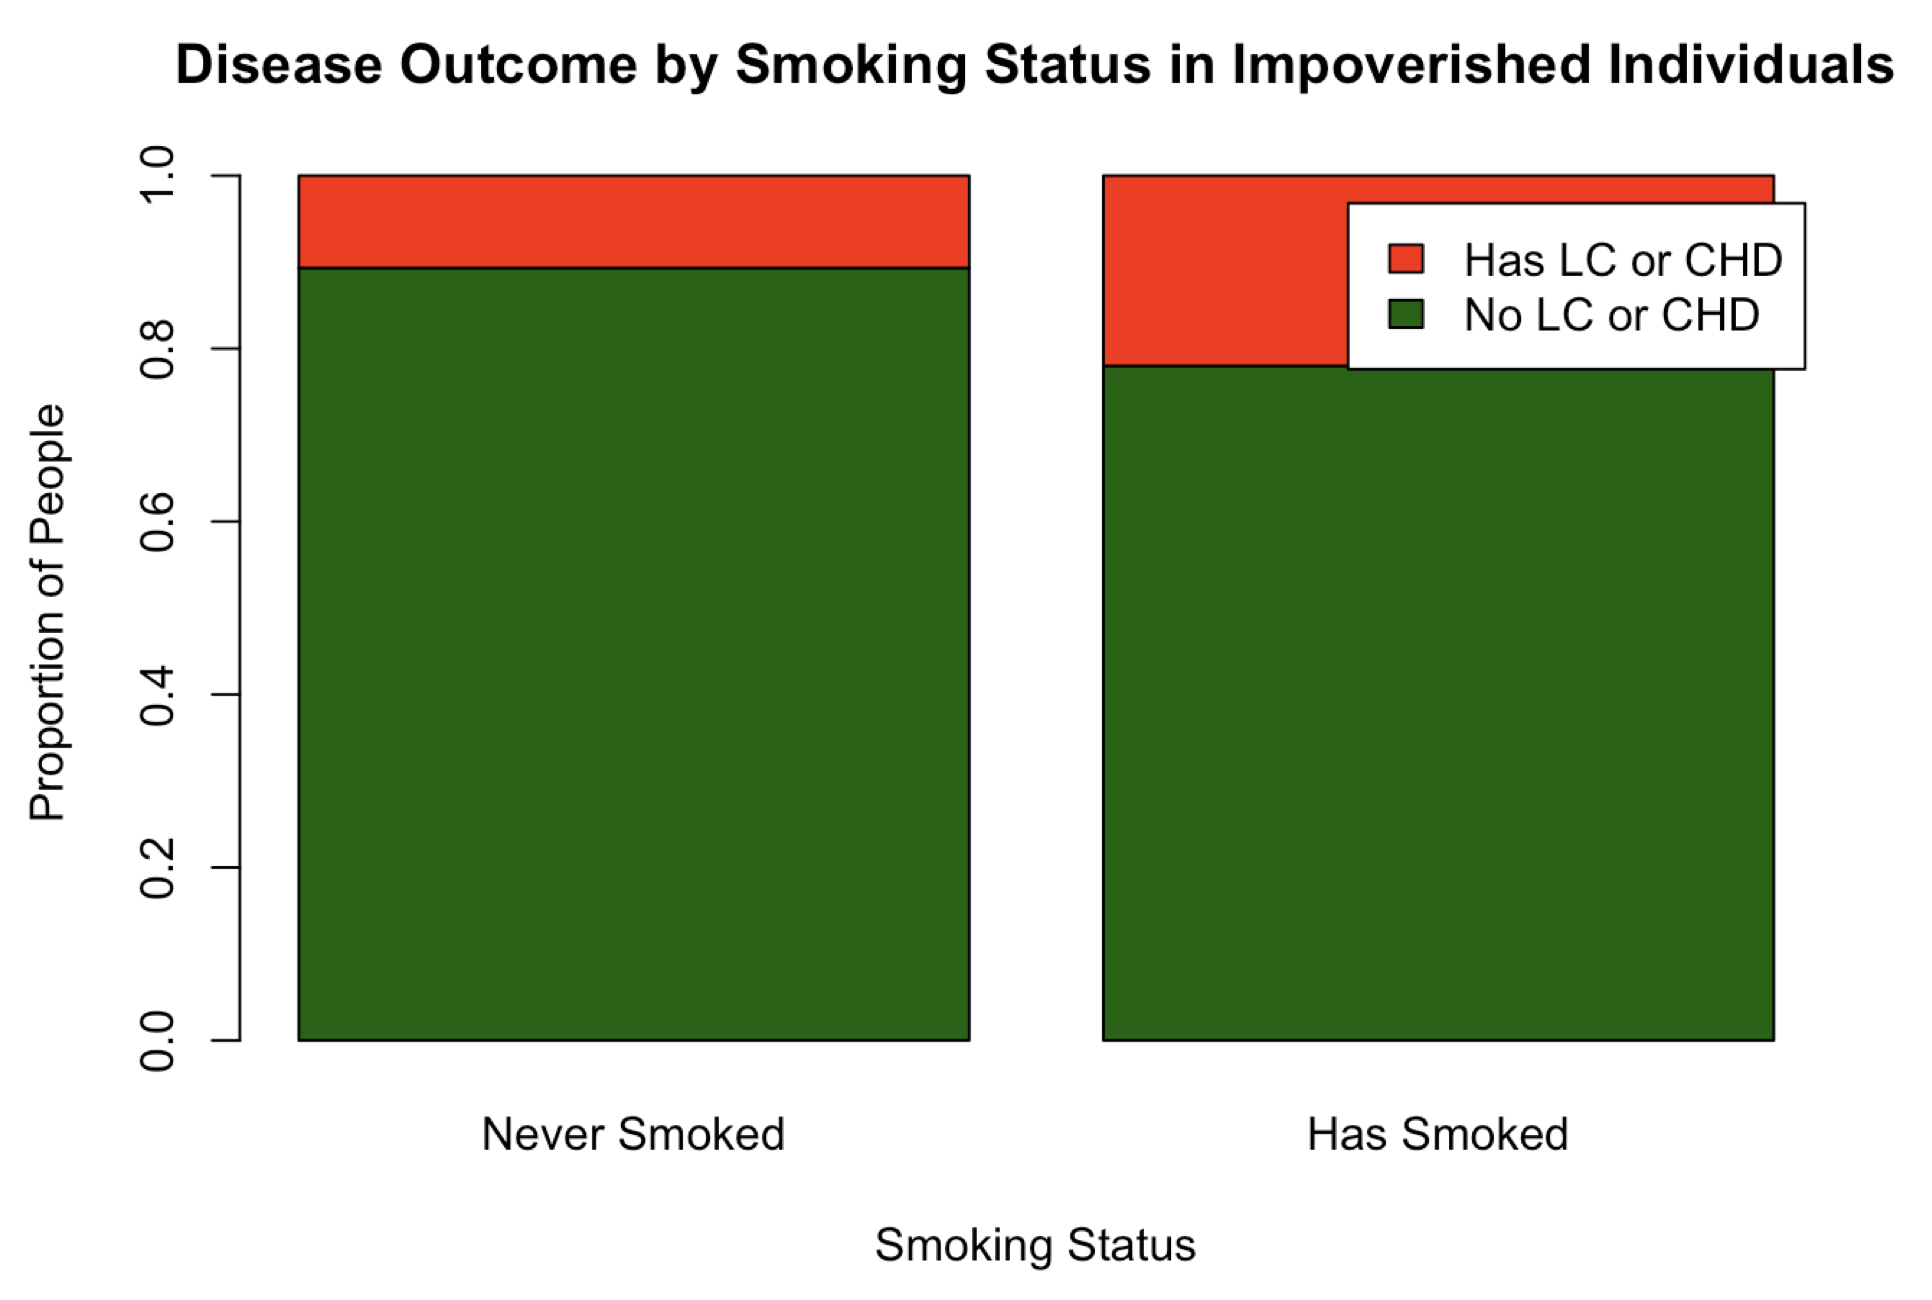 Disease Outcome by Smoking Status in Impoverished Individuals
Proportion of People
1.0
0.8
0.6
0.4
0.2
0.0
Has LC or CHD
No LC or CHD
Never Smoked
Has Smoked
Smoking Status